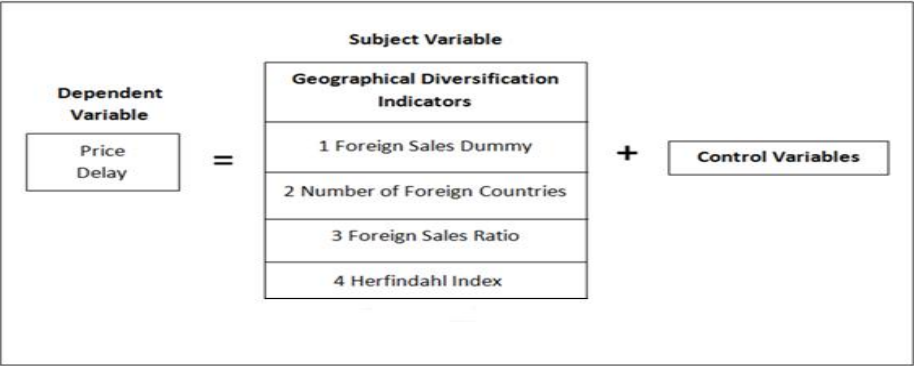 Subject Variable
Dependent
Variable
Price
Delay
=
Geographical Diversification
Indicators
1 Foreign Sales Dummy
2 Number of Foreign Countries
3 Foreign Sales Ratio
4 Herfindahl Index
+
Control Variables